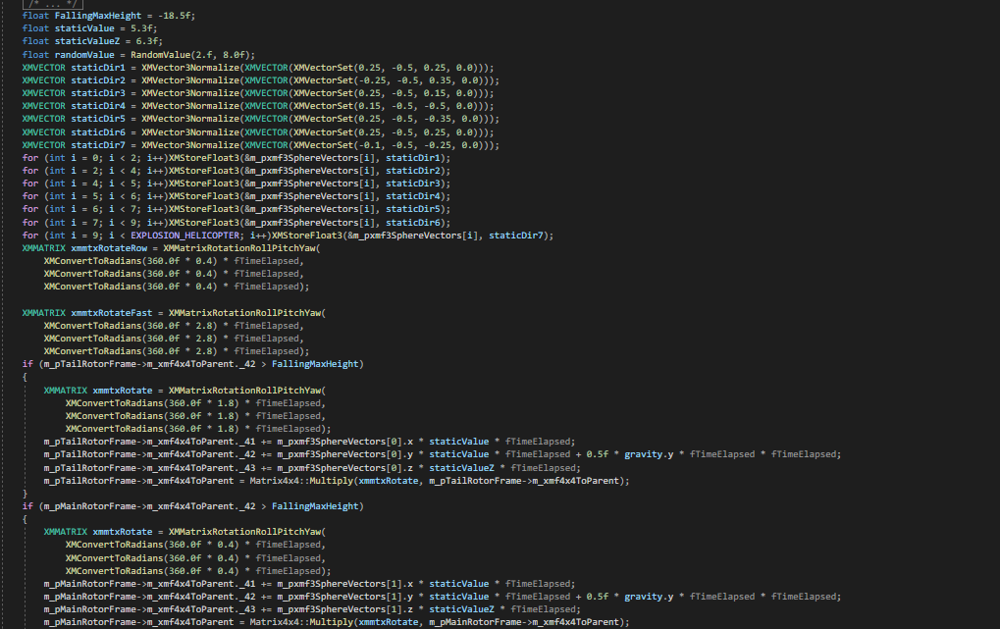 /* ... */
float FallingMaxHeight = -18.5f;
float staticValue = 5.3f;
float staticValueZ = 6.3f;
float randomValue = RandomValue(2.f, 8.0f);
XMVECTOR staticDir1 = XMVector3Normalize(XMVECTOR(XMVectorSet(0.25, -0.5, 0.25, 0.0)));
XMVECTOR staticDir2 = XMVector3Normalize(XMVECTOR(XMVectorSet(-0.25, -0.5, 0.35, 0.0)));
XMVECTOR staticDir3 = XMVector3Normalize(XMVECTOR(XMVectorSet(0.25, -0.5, 0.15, 0.0)));
XMVECTOR staticDir4 = XMVector3Normalize(XMVECTOR(XMVectorSet(0.15, -0.5, -0.5, 0.0)));
XMVECTOR staticDir5 = XMVector3Normalize(XMVECTOR(XMVectorSet(0.25, -0.5, -0.35, 0.0)));
XMVECTOR staticDir6 = XMVector3Normalize(XMVECTOR(XMVectorSet(0.25, -0.5, 0.25, 0.0)));
XMVECTOR staticDir7 = XMVector3Normalize(XMVECTOR(XMVectorSet(-0.1, -0.5, -0.25, 0.0)));
for (int i = 0; i < 2; i++)XMStoreFloat3(&m_pxmf3SphereVectors[i], staticDir1);
for (int i = 2; i < 4; i++)XMStoreFloat3(&m_pxmf3SphereVectors[i], staticDir2);
for (int i = 4; i < 5; i++)XMStoreFloat3(&m_pxmf3SphereVectors[i], staticDir3);
for (int i = 5; i < 6; i++)XMStoreFloat3(&m_pxmf3SphereVectors[i], staticDir4);
for (int i = 6; i < 7; i++)XMStoreFloat3(&m_pxmf3SphereVectors[i], staticDir5);
for (int i = 7; i < 9; i++)XMStoreFloat3(&m_pxmf3SphereVectors[i], staticDir6);
for (int i = 9; i < EXPLOSION_HELICOPTER; i++)XMStoreFloat3(&m_pxmf3SphereVectors[i], staticDir7);
XMMATRIX xmmtxRotateRow = XMMatrixRotationRollPitchYaw(
XMConvertToRadians(360.0f * 0.4) * fTimeElapsed,
XMConvertToRadians(360.0f * 0.4) * fTimeElapsed,
XMConvertToRadians(360.0f * 0.4) * fTimeElapsed);
XMMATRIX xmmtxRotateFast = XMMatrixRotationRollPitchYaw(
XMConvertToRadians(360.0f * 2.8) * fTimeElapsed,
XMConvertToRadians(360.0f * 2.8) * fTimeElapsed,
XMConvertToRadians(360.0f * 2.8) * fTimeElapsed);
if (m_pTailRotorFrame->m_xmf4x4ToParent._42 > FallingMaxHeight)
{
XMMATRIX xmmtxRotate = XMMatrixRotationRollPitchYaw(
XMConvertToRadians(360.0f * 1.8) * fTimeElapsed,
XMConvertToRadians(360.0f * 1.8) * fTimeElapsed,
XMConvertToRadians(360.0f * 1.8) * fTimeElapsed);
m_pTailRotorFrame->m_xmf4x4ToParent._41 += m_pxmf3SphereVectors[0].x * staticValue * fTimeElapsed;
m_pTailRotorFrame->m_xmf4x4ToParent._42 += m_pxmf3SphereVectors[0].y * staticValue * fTimeElapsed + 0.5f * gravity.y * fTimeElapsed * fTimeElapsed;
m_pTailRotorFrame->m_xmf4x4ToParent._43 += m_pxmf3SphereVectors[0].z * staticValueZ * fTimeElapsed;
m_pTailRotorFrame->m_xmf4x4ToParent = Matrix4x4::Multiply(xmmtxRotate, m_pTailRotorFrame->m_xmf4x4ToParent);
}
if (m_pMainRotorFrame->m_xmf4x4ToParent._42 > FallingMaxHeight)
{
XMMATRIX xmmtxRotate = XMMatrixRotationRollPitchYaw(
XMConvertToRadians(360.0f * 0.4) * fTimeElapsed,
XMConvertToRadians(360.0f * 0.4) * fTimeElapsed,
XMConvertToRadians(360.0f * 0.4) * fTimeElapsed);
m_pMainRotorFrame->m_xmf4x4ToParent._41 += m_pxmf3SphereVectors[1].x * staticValue * fTimeElapsed;
m_pMainRotorFrame->m_xmf4x4ToParent._42 += m_pxmf3SphereVectors[1].y * staticValue * fTimeElapsed + 0.5f * gravity.y * fTimeElapsed * fTimeElapsed;
m_pMainRotorFrame->m_xmf4x4ToParent._43 += m_pxmf3SphereVectors[1].z * staticValueZ * fTimeElapsed;
m_pMainRotorFrame->m_xmf4x4ToParent = Matrix4x4::Multiply(xmmtxRotate, m_pMainRotorFrame->m_xmf4x4ToParent);